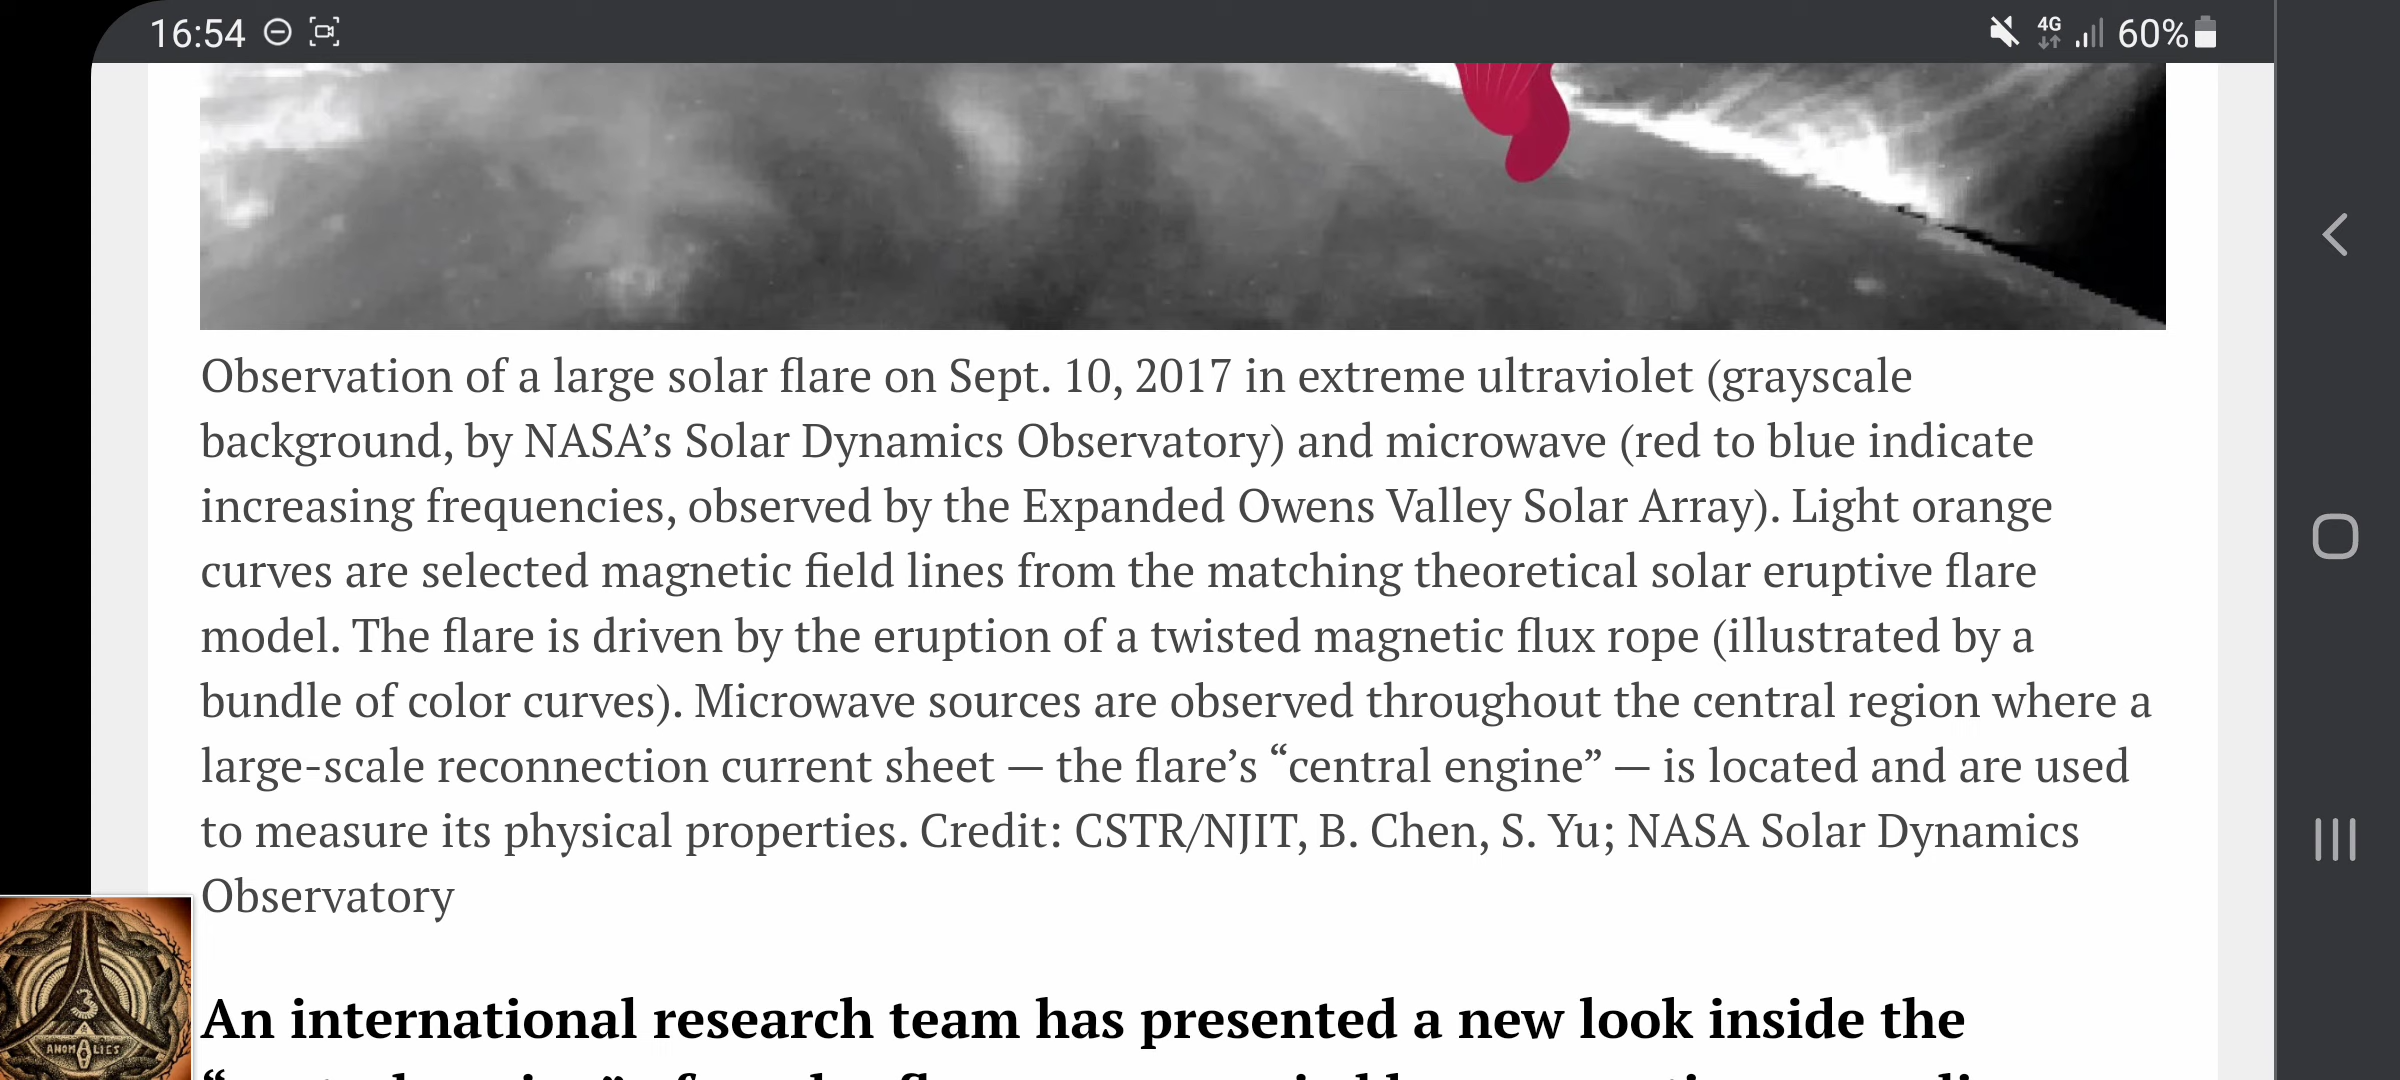 16:54 4G 60%
Observation of a large solar flare on Sept. 10, 2017 in extreme ultraviolet (grayscale
background, by NASA’s Solar Dynamics Observatory) and microwave (red to blue indicate
increasing frequencies, observed by the Expanded Owens Valley Solar Array). Light orange
curves are selected magnetic field lines from the matching theoretical solar eruptive flare
model. The flare is driven by the eruption of a twisted magnetic flux rope (illustrated by a
bundle of color curves). Microwave sources are observed throughout the central region where a
large-scale reconnection current sheet — the flare’s “central engine” — is located and are used
to measure its physical properties. Credit: CSTR/NJIT, B. Chen, S. Yu; NASA Solar Dynamics
Observatory
3
ANOMALIES
An international research team has presented a new look inside the